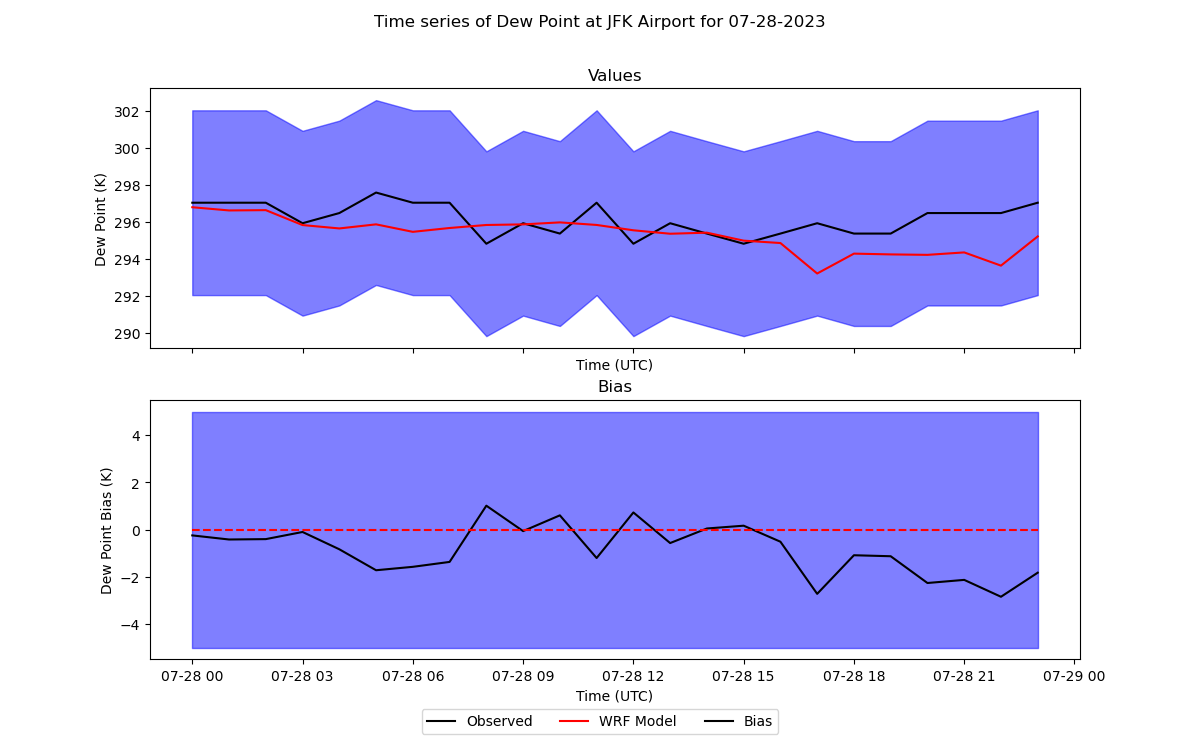 Time series of Dew Point at JFK Airport for 07-28-2023
Values
Dew Point (K)
302
300
298
296
294
292
290
Time (UTC)
Bias
Dew Point Bias (K)
4
2
0
−2
−4
07-28 00 07-28 03 07-28 06 07-28 09 07-28 12 07-28 15 07-28 18 07-28 21 07-29 00
Time (UTC)
Observed WRF Model Bias